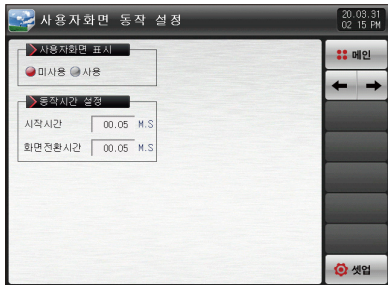 사용자화면 동작 설정
20.03.31
02 15 PM
사용자화면 표시
미사용 사용
동작시간 설정
시작시간 00.05 M.S
화면전환시간 00.05 M.S
메인
셋업